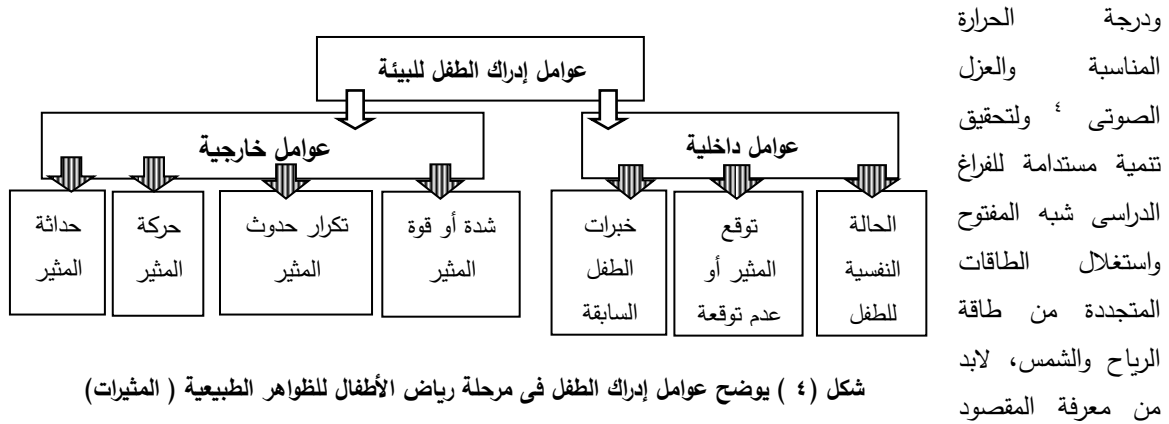 ودرجة الحرارة
المناسبة والعزل
الصوتى ٤ ولتحقيق
تنمية مستدامة للفراغ
الدراسى شبه المفتوح
واستغلال الطاقات
المتجددة من طاقة
الرياح والشمس، لابد
من معرفة المقصود
عوامل إدراك الطفل للبيئة
عوامل داخلية
عوامل خارجية
الحالة
النفسية
للطفل
توقع
المثير أو
عدم توقعة
خبرات
الطفل
السابقة
شدة أو قوة
المثير
تكرار حدوث
المثير
حركة
المثير
حداثة
المثير
شكل (٤ ) يوضح عوامل إدراك الطفل فى مرحلة رياض الأطفال للظواهر الطبيعية ( المثيرات)